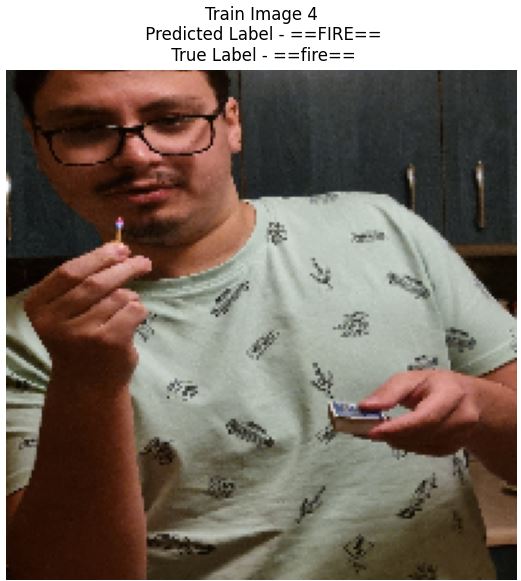 Train Image 4
Predicted Label - ==FIRE==
True Label - ==fire==